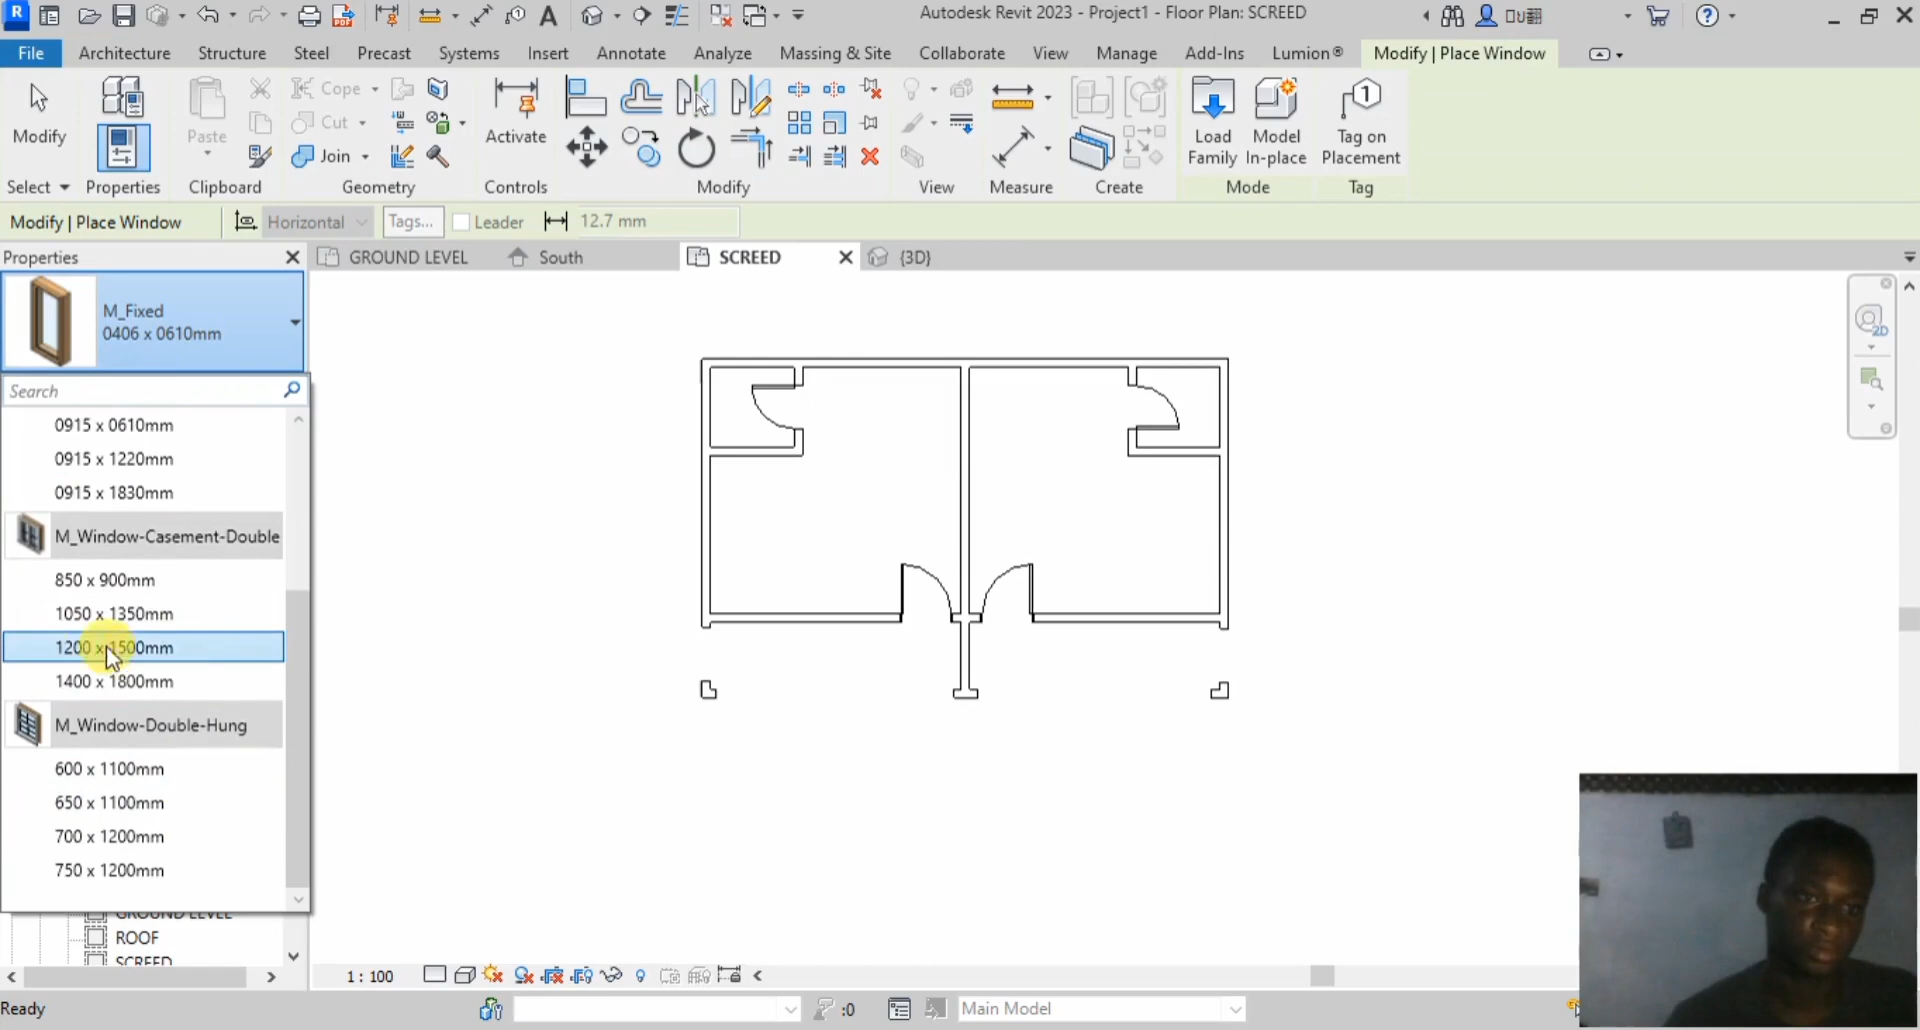 Autodesk Revit 2023 - Project1 - Floor Plan: SCREED
File Architecture Structure Steel Precast Systems Insert Annotate Analyze Massing & Site Collaborate View Manage Add-Ins Lumion® Modify | Place Window
Modify
Paste
Cope
Cut
Join
Activate
Load Family
Model In-place
Tag on Placement
Select Properties Clipboard Geometry Controls Modify View Measure Create Mode Tag
Modify | Place Window Horizontal Tags... Leader 12.7 mm
Properties
GROUND LEVEL South SCREED {3D}
2D
M_Fixed
0406 x 0610mm
Search
0915 x 0610mm
0915 x 1220mm
0915 x 1830mm
M_Window-Casement-Double
850 x 900mm
1050 x 1350mm
1200 x 1500mm
1400 x 1800mm
M_Window-Double-Hung
600 x 1100mm
650 x 1100mm
700 x 1200mm
750 x 1200mm
GROUND LEVEL
ROOF
SCREED
1 : 100
Ready
:0
Main Model